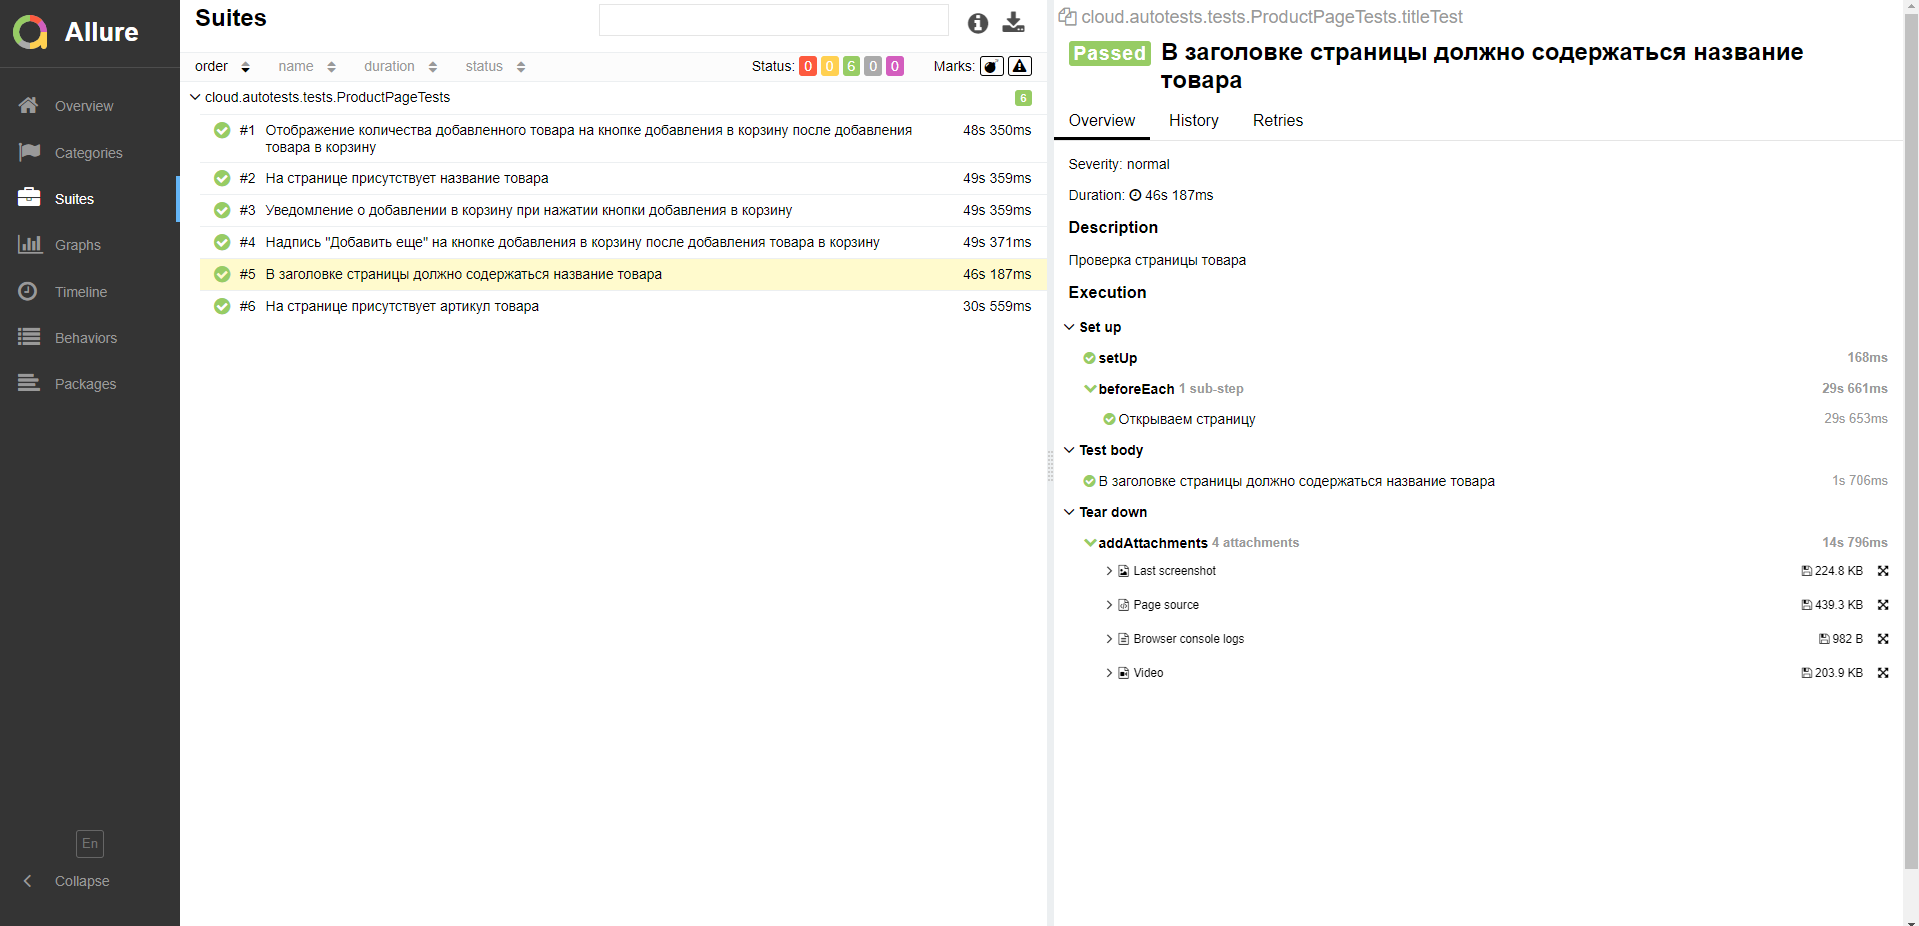 Allure
Overview
Categories
Suites
Graphs
Timeline
Behaviors
Packages
En
Collapse
Suites
order name duration status Status: 0 0 6 0 0 Marks:
cloud.autotests.tests.ProductPageTests 6
#1 Отображение количества добавленного товара на кнопке добавления в корзину после добавления 48s 350ms
товара в корзину
#2 На странице присутствует название товара 49s 359ms
#3 Уведомление о добавлении в корзину при нажатии кнопки добавления в корзину 49s 359ms
#4 Надпись "Добавить еще" на кнопке добавления в корзину после добавления товара в корзину 49s 371ms
#5 В заголовке страницы должно содержаться название товара 46s 187ms
#6 На странице присутствует артикул товара 30s 559ms
cloud.autotests.tests.ProductPageTests.titleTest
Passed В заголовке страницы должно содержаться название
товара
Overview History Retries
Severity: normal
Duration: 46s 187ms
Description
Проверка страницы товара
Execution
Set up
setUp 168ms
beforeEach 1 sub-step 29s 661ms
Открываем страницу 29s 653ms
Test body
В заголовке страницы должно содержаться название товара 1s 706ms
Tear down
addAttachments 4 attachments 14s 796ms
Last screenshot 224.8 KB
Page source 439.3 KB
Browser console logs 982 B
Video 203.9 KB